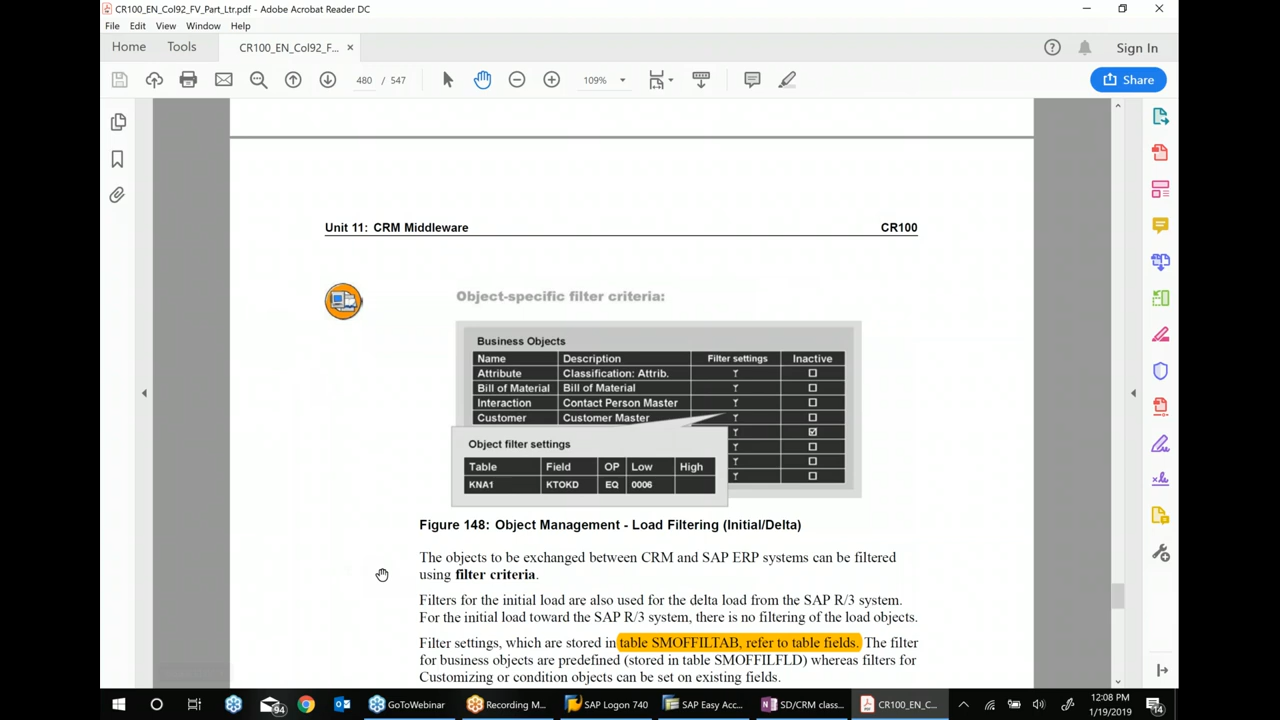 CR100_EN_Col92_FV_Part_Ltr.pdf - Adobe Acrobat Reader DC
File Edit View Window Help
Home Tools CR100_EN_Col92_F... × Sign In
480 / 547 109% Share
Unit 11: CRM Middleware CR100
Object-specific filter criteria:
Business Objects
Name Description Filter settings Inactive
Attribute Classification: Attrib.
Bill of Material Bill of Material
Interaction Contact Person Master
Customer Customer Master
Object filter settings
Table Field OP Low High
KNA1 KTOKD EQ 0006
Figure 148: Object Management - Load Filtering (Initial/Delta)
The objects to be exchanged between CRM and SAP ERP systems can be filtered
using filter criteria.
Filters for the initial load are also used for the delta load from the SAP R/3 system.
For the initial load toward the SAP R/3 system, there is no filtering of the load objects.
Filter settings, which are stored in table SMOFFILTAB, refer to table fields. The filter
for business objects are predefined (stored in table SMOFFILFLD) whereas filters for
Customizing or condition objects can be set on existing fields.
94 GoToWebinar Recording M... SAP Logon 740 SAP Easy Acc... SD/CRM class... CR100_EN_C... 12:08 PM
1/19/2019 14